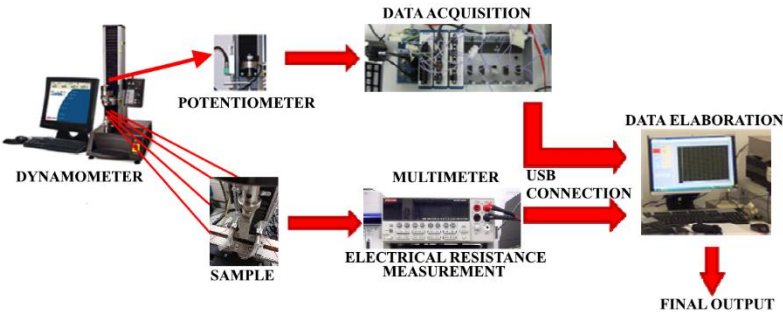 DATA ACQUISITION
POTENTIOMETER
DATA ELABORATION
DYNAMOMETER
MULTIMETER
USB
CONNECTION
SAMPLE
ELECTRICAL RESISTANCE
MEASUREMENT
FINAL OUTPUT